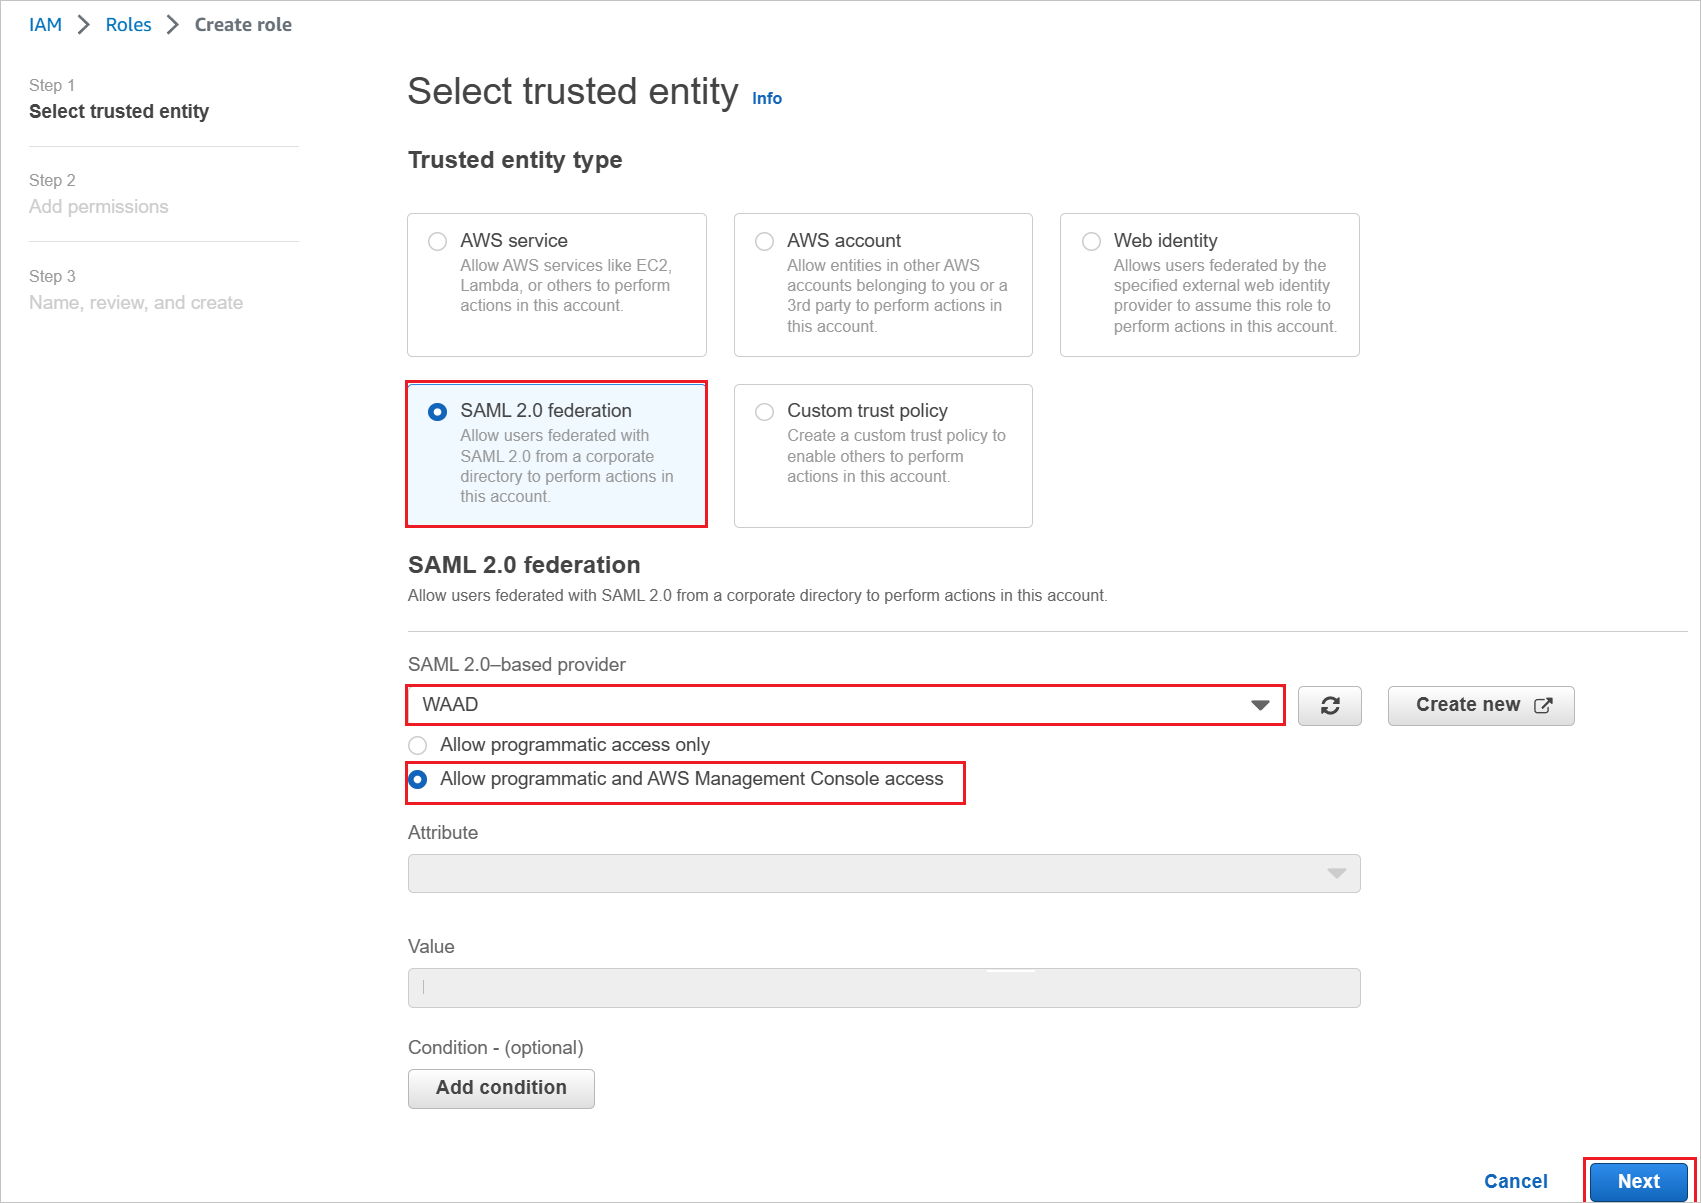 IAM > Roles > Create role
Step 1
Select trusted entity
Step 2
Add permissions
Step 3
Name, review, and create
Select trusted entity Info
Trusted entity type
AWS service
Allow AWS services like EC2,
Lambda, or others to perform
actions in this account.
AWS account
Allow entities in other AWS
accounts belonging to you or a
3rd party to perform actions in
this account.
Web identity
Allows users federated by the
specified external web identity
provider to assume this role to
perform actions in this account.
SAML 2.0 federation
Allow users federated with
SAML 2.0 from a corporate
directory to perform actions in
this account.
Custom trust policy
Create a custom trust policy to
enable others to perform
actions in this account.
SAML 2.0 federation
Allow users federated with SAML 2.0 from a corporate directory to perform actions in this account.
SAML 2.0–based provider
WAAD
Create new
Allow programmatic access only
Allow programmatic and AWS Management Console access
Attribute
Value
Condition - (optional)
Add condition
Cancel Next